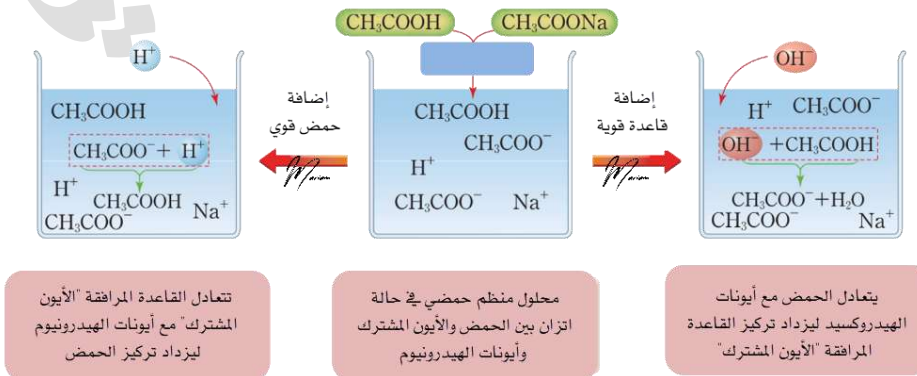 CH₃COOH
CH₃COONa
H⁺
CH₃COOH
CH₃COO⁻ + H⁺
CH₃COOH
H⁺
CH₃COO⁻
Na⁺
إضافة
حمض قوي
Mariam
CH₃COOH
CH₃COO⁻
H⁺
CH₃COO⁻
Na⁺
إضافة
قاعدة قوية
Mariam
OH⁻
H⁺
CH₃COO⁻
OH⁻ +CH₃COOH
CH₃COO⁻+H₂O
CH₃COO⁻
Na⁺
يتعادل الحمض مع أيونات
الهيدروكسيد ليزداد تركيز القاعدة
المرافقة "الأيون المشترك"
محلول منظم حمضي في حالة
اتزان بين الحمض والأيون المشترك
وأيونات الهيدرونيوم
تتعادل القاعدة المرافقة "الأيون
المشترك" مع أيونات الهيدرونيوم
ليزداد تركيز الحمض